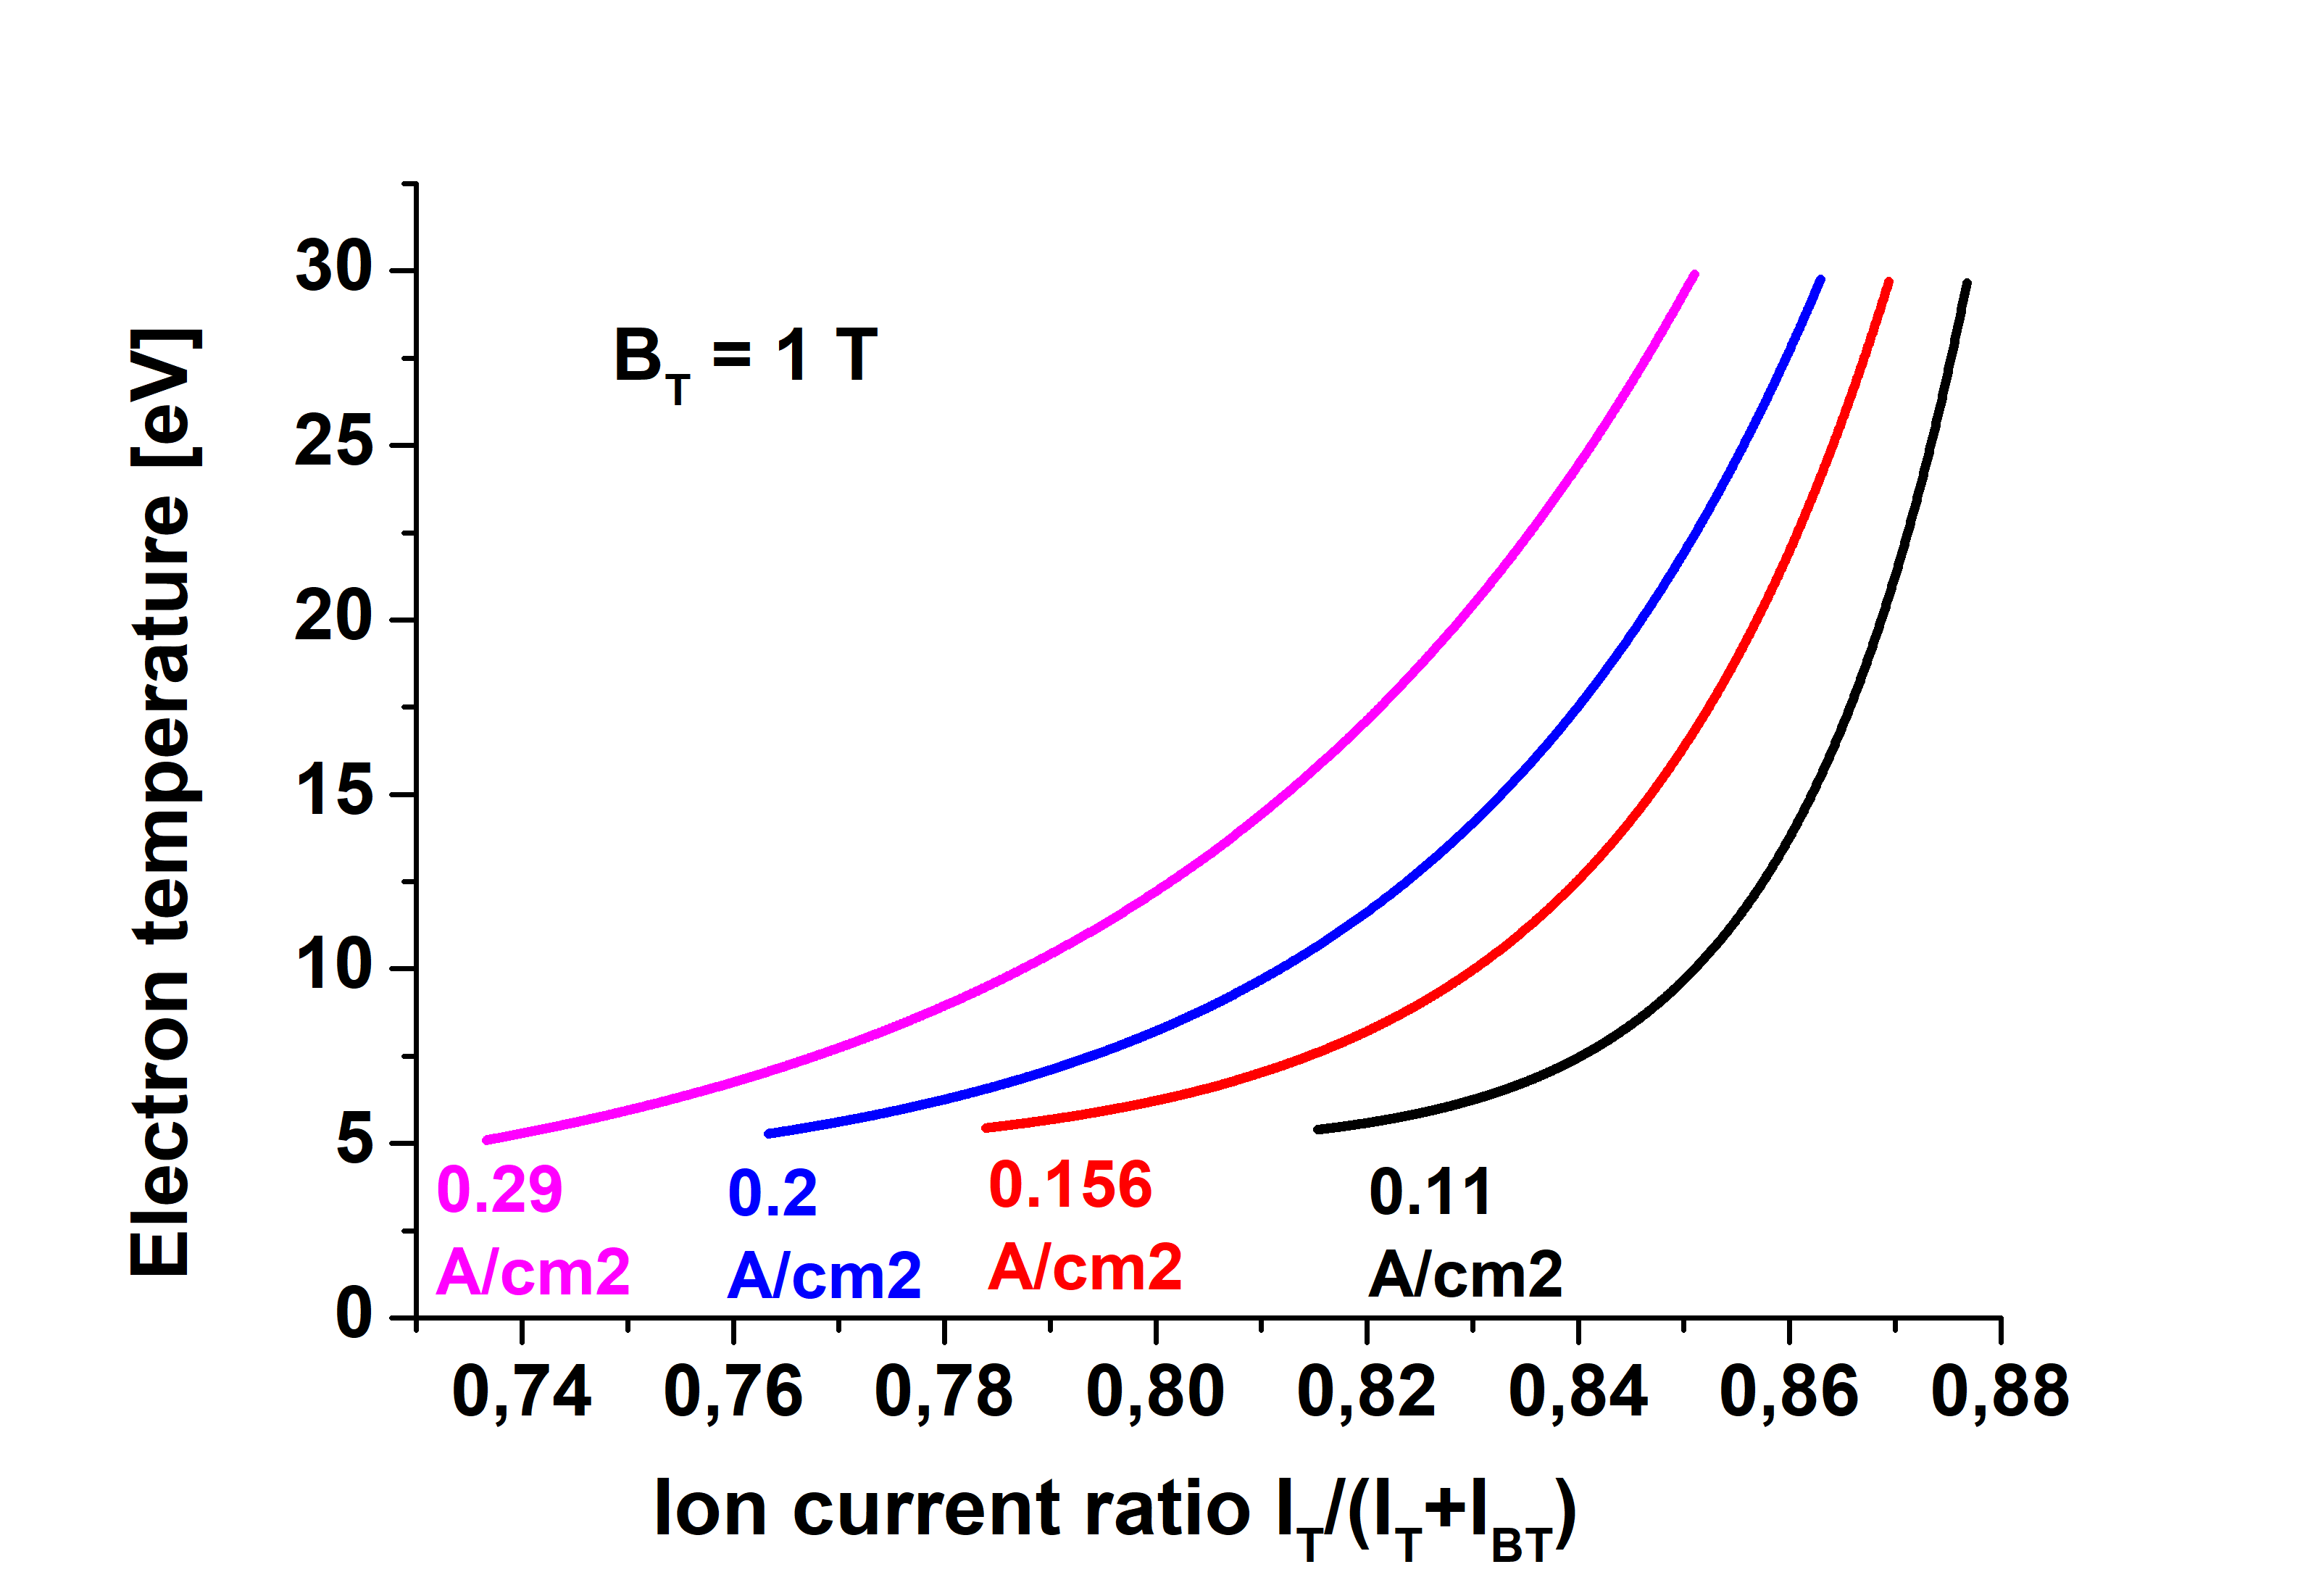 Electron temperature [eV]
30
25
20
15
10
5
0
B_T = 1 T
0.29
A/cm2
0.2
A/cm2
0.156
A/cm2
0.11
A/cm2
0,74 0,76 0,78 0,80 0,82 0,84 0,86 0,88
Ion current ratio I_T/(I_T+I_BT)